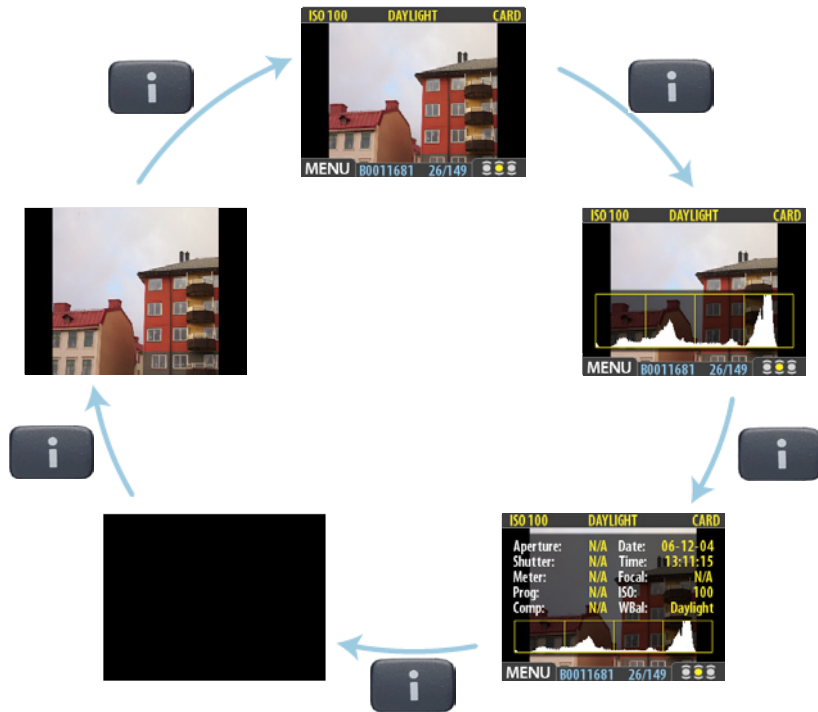 ISO 100 DAYLIGHT CARD
MENU B0011681 26/149
i
i
ISO 100 DAYLIGHT CARD
MENU B0011681 26/149
i
i
ISO 100 DAYLIGHT CARD
Aperture: N/A Date: 06-12-04
Shutter: N/A Time: 13:11:15
Meter: N/A Focal: N/A
Prog: N/A ISO: 100
Comp: N/A WBal: Daylight
MENU B0011681 26/149
i